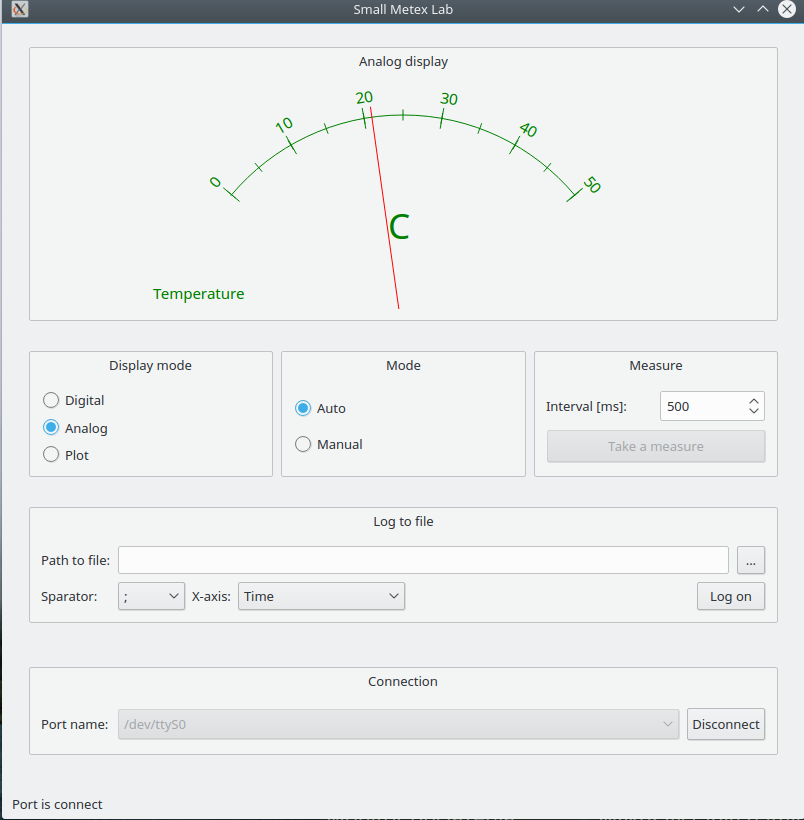 Small Metex Lab
Analog display
0 10 20 30 40 50
C
Temperature
Display mode
Digital
Analog
Plot
Mode
Auto
Manual
Measure
Interval [ms]: 500
Take a measure
Log to file
Path to file: ...
Sparator: ; X-axis: Time Log on
Connection
Port name: /dev/ttyS0 Disconnect
Port is connect